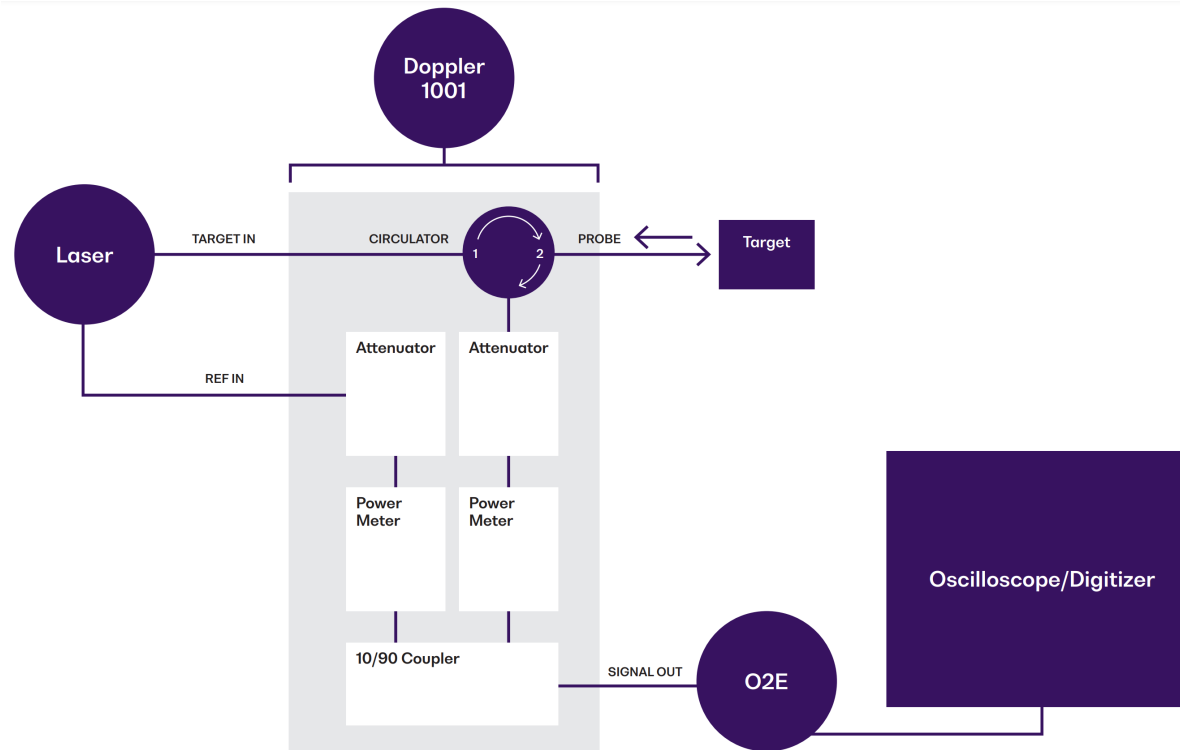 Doppler
1001
Laser
TARGET IN
CIRCULATOR
1
2
PROBE
Target
Attenuator
Attenuator
REF IN
Power
Meter
Power
Meter
Oscilloscope/Digitizer
10/90 Coupler
SIGNAL OUT
O2E